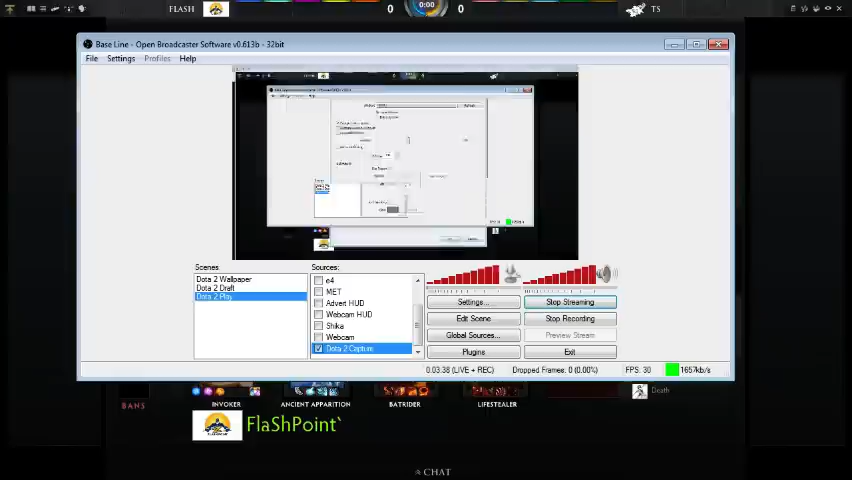 FLASH 0 0:00 0 TS
Base Line - Open Broadcaster Software v0.613b - 32bit
File Settings Profiles Help
Scenes:
Dota 2 Wallpaper
Dota 2 Draft
Dota 2 Play
Sources:
e4
MET
Advert HUD
Webcam HUD
Shika
Webcam
Dota 2 Capture
Settings... Stop Streaming
Edit Scene Stop Recording
Global Sources... Preview Stream
Plugins Exit
0:03:38 (LIVE + REC) Dropped Frames: 0 (0.00%) FPS: 30 1657kb/s
BANS INVOKER ANCIENT APPARITION BATRIDER LIFESTEALER Death
FlaShPoint`
CHAT